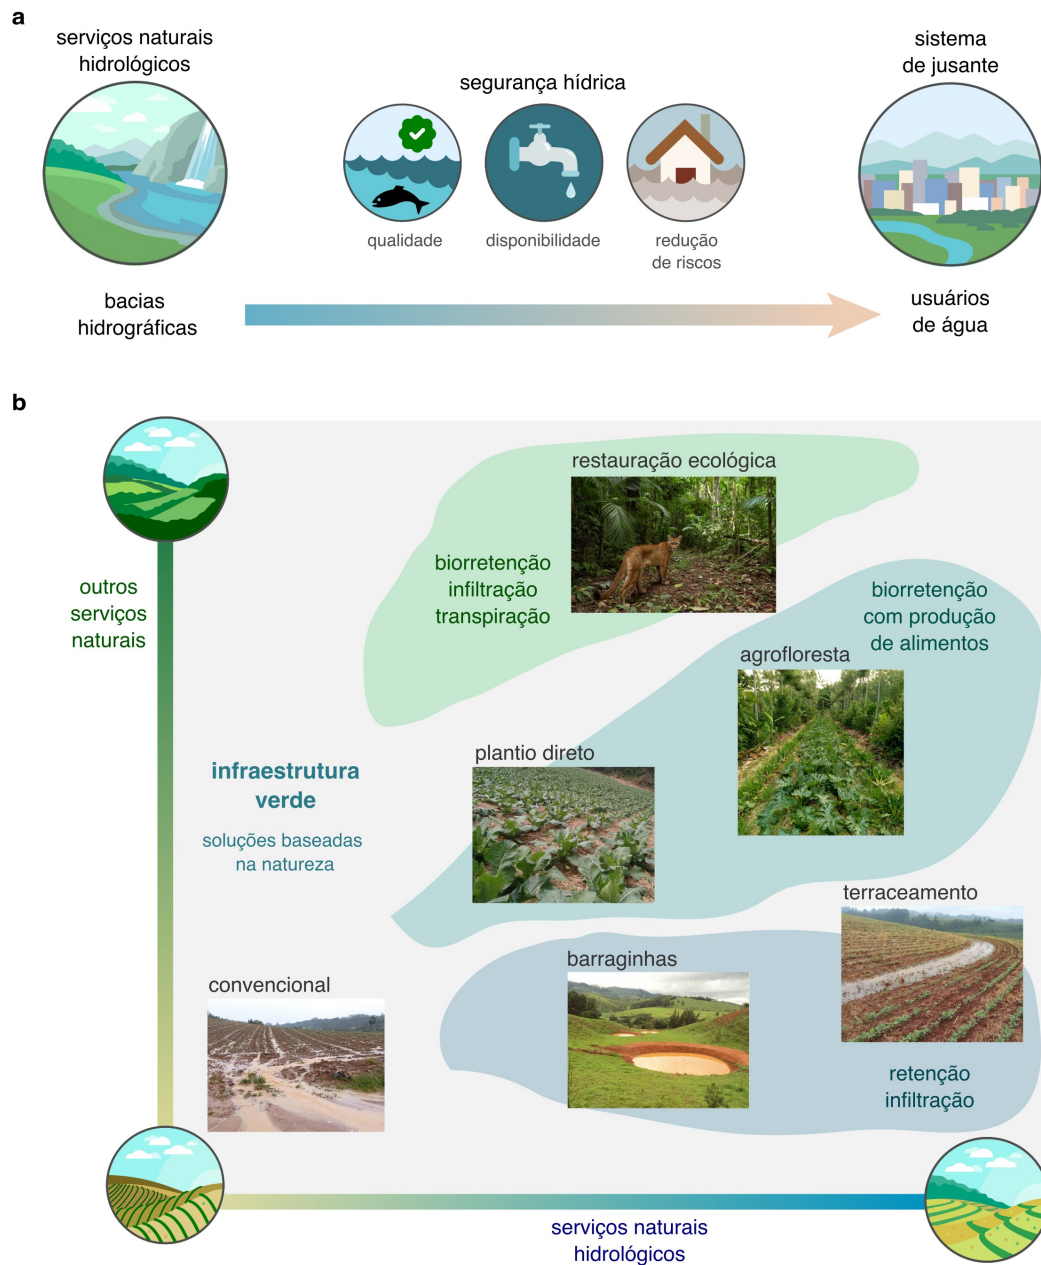 a
serviços naturais
hidrológicos
segurança hídrica
sistema
de jusante
qualidade
disponibilidade
redução
de riscos
bacias
hidrográficas
usuários
de água
b
restauração ecológica
biorretenção
infiltração
transpiração
outros
serviços
naturais
biorretenção
com produção
de alimentos
agrofloresta
plantio direto
infraestrutura
verde
soluções baseadas
na natureza
terraceamento
barraginhas
convencional
retenção
infiltração
serviços naturais
hidrológicos